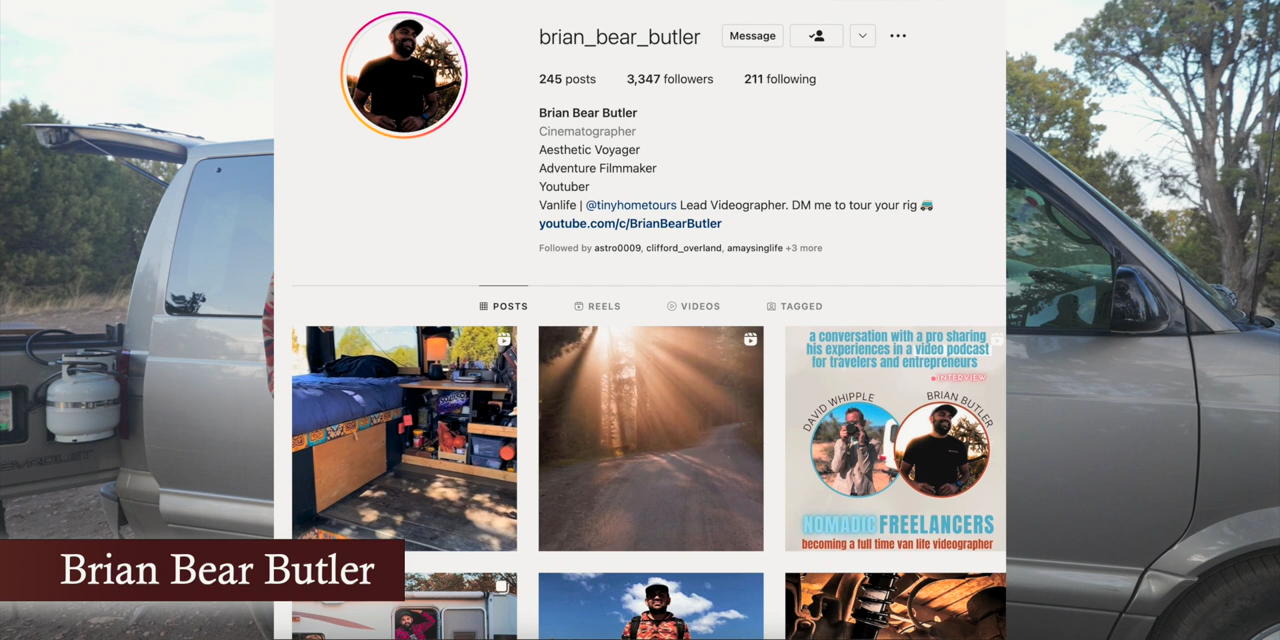 brian_bear_butler
Message
245 posts 3,347 followers 211 following
Brian Bear Butler
Cinematographer
Aesthetic Voyager
Adventure Filmmaker
Youtuber
Vanlife | @tinyhometours Lead Videographer. DM me to tour your rig 🚙
youtube.com/c/BrianBearButler
Followed by astro0009, clifford_overland, amaysinglife +3 more
POSTS REELS VIDEOS TAGGED
a conversation with a pro sharing
his experiences in a video podcast
for travelers and entrepreneurs
INTERVIEW
DAVID WHIPPLE BRIAN BUTLER
NOMADIC FREELANCERS
becoming a full time van life videographer
CHEVROLET
Brian Bear Butler